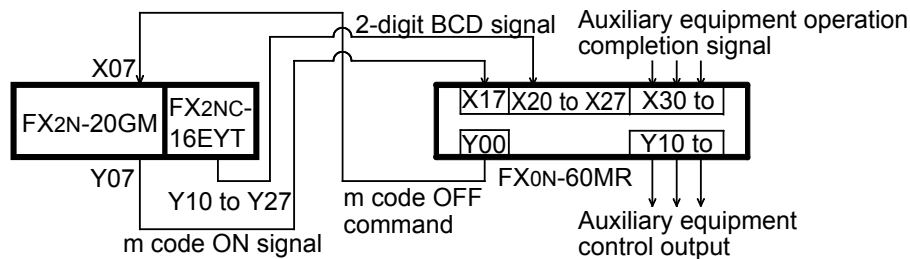 2-digit BCD signal
Auxiliary equipment operation
completion signal
X07
FX2N-20GM
FX2NC-
16EYT
X17
X20 to X27
X30 to
Y00
Y10 to
FX0N-60MR
Y07
Y10 to Y27
m code OFF
command
m code ON signal
Auxiliary equipment
control output